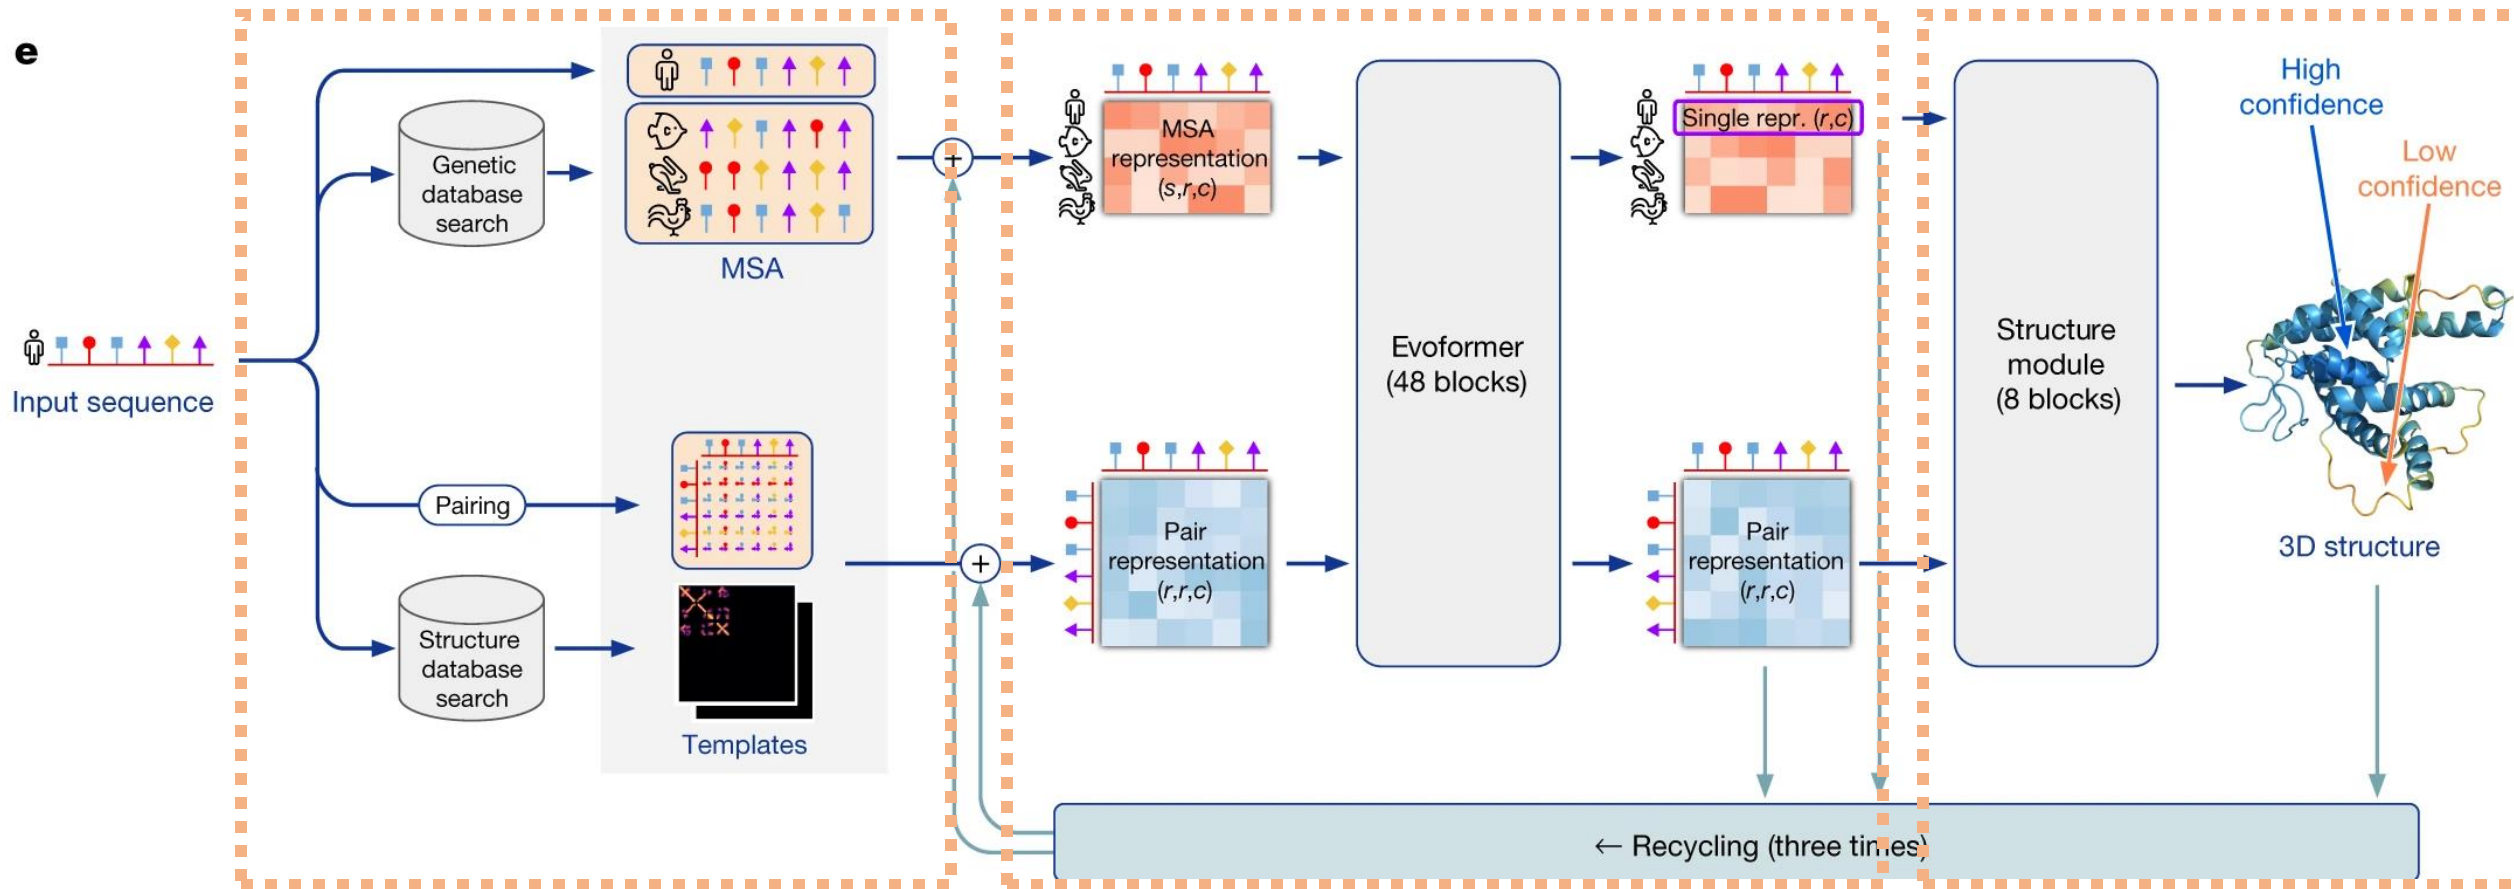 e
Input sequence
Genetic
database
search
MSA
Pairing
Structure
database
search
Templates
+
+
MSA
representation
(s,r,c)
Pair
representation
(r,r,c)
Evoformer
(48 blocks)
Single repr. (r,c)
Pair
representation
(r,r,c)
Structure
module
(8 blocks)
High
confidence
Low
confidence
3D structure
← Recycling (three times)